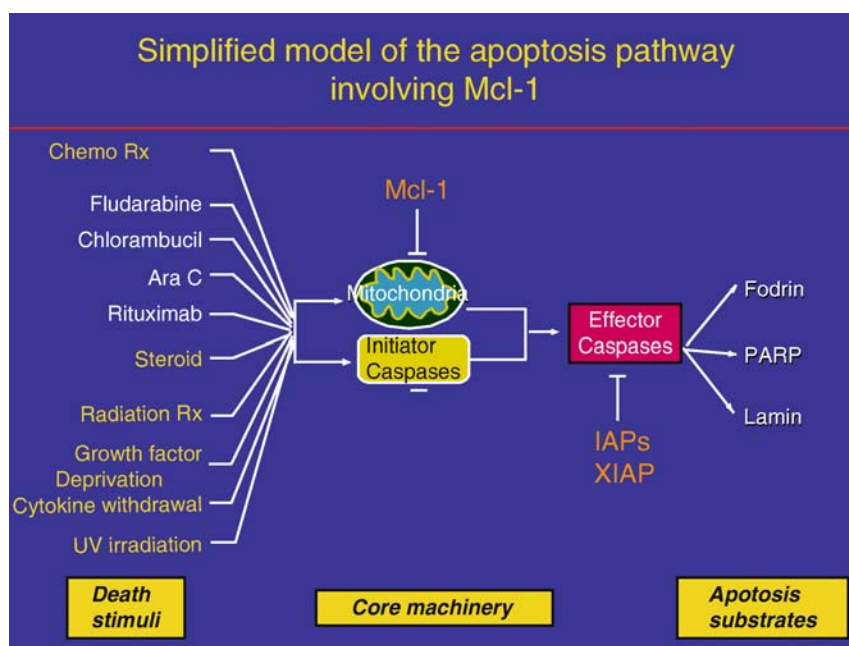 Simplified model of the apoptosis pathway
involving Mcl-1
Chemo Rx
Fludarabine
Chlorambucil
Ara C
Rituximab
Steroid
Radiation Rx
Growth factor
Deprivation
Cytokine withdrawal
UV irradiation
Mcl-1
Mitochondria
Initiator
Caspases
Effector
Caspases
IAPs
XIAP
Fodrin
PARP
Lamin
Death
stimuli
Core machinery
Apotosis
substrates